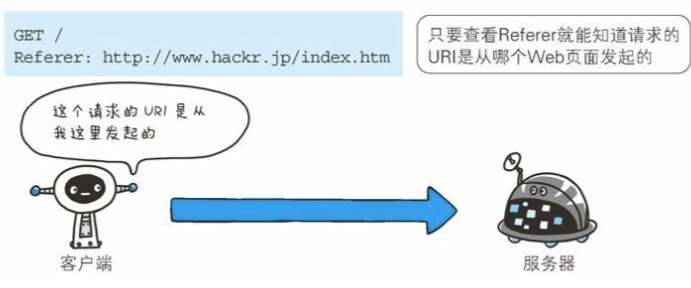 GET /
Referer: http://www.hackr.jp/index.htm
只要查看Referer就能知道请求的
URI是从哪个Web页面发起的
这个请求的 URI 是从
我这里发起的
客户端
服务器